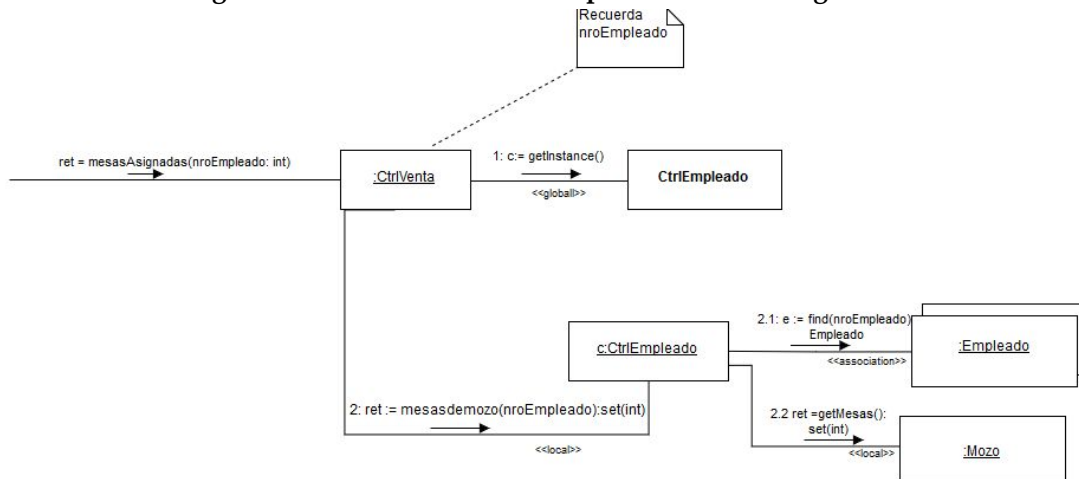 Recuerda
nroEmpleado
ret = mesasAsignadas(nroEmpleado: int)
:CtrlVenta
1: c:= getInstance()
<<global>>
CtrlEmpleado
2.1: e := find(nroEmpleado)
Empleado
<<association>>
:Empleado
c:CtrlEmpleado
2: ret := mesasdemozo(nroEmpleado):set(int)
<<local>>
2.2 ret =getMesas():
set(int)
<<local>>
:Mozo